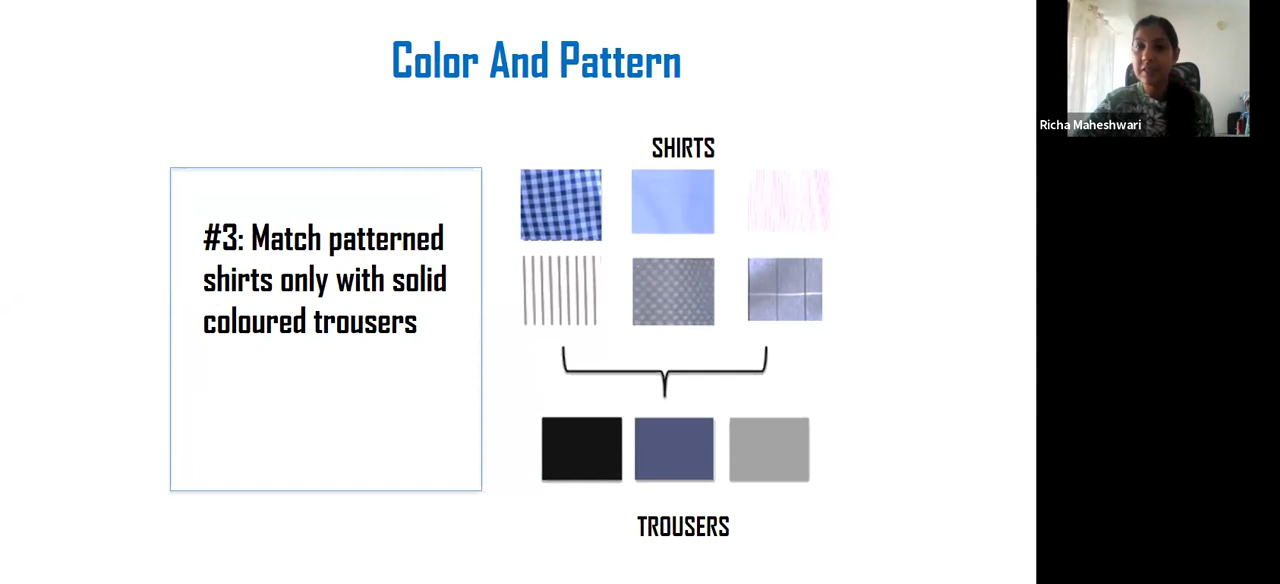 Color And Pattern
Richa Maheshwari
SHIRTS
#3: Match patterned
shirts only with solid
coloured trousers
TROUSERS